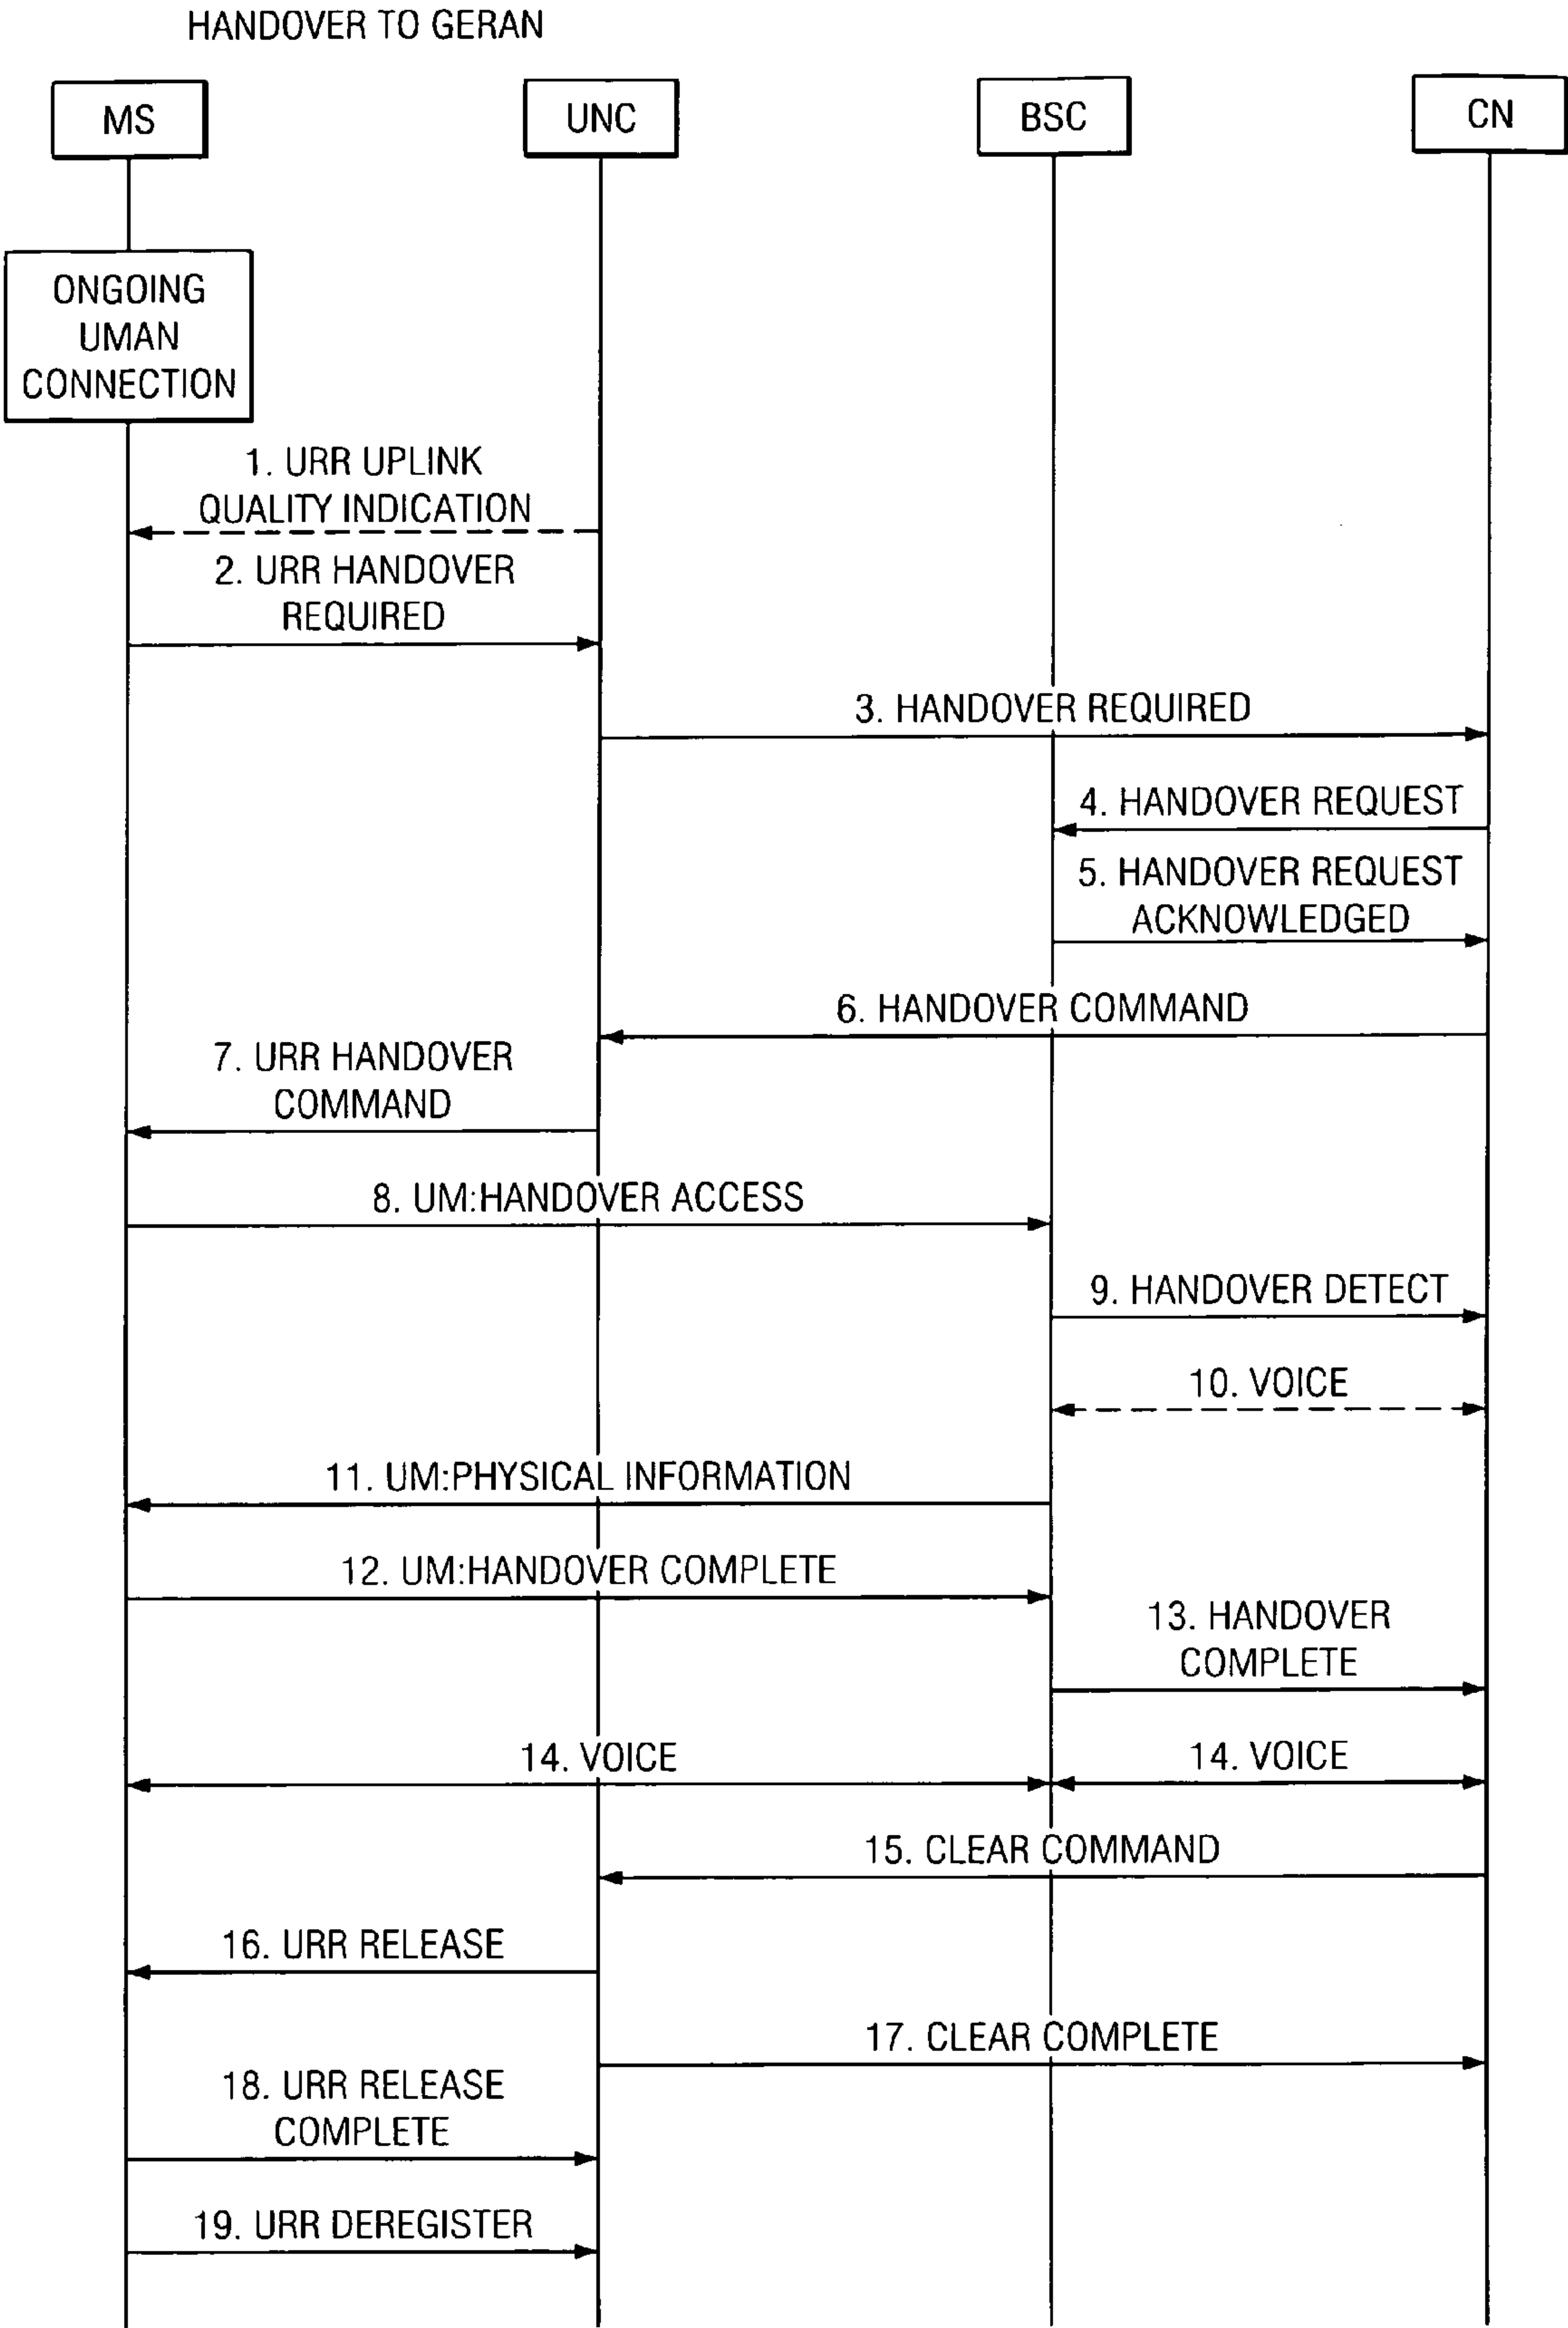 HANDOVER TO GERAN
MS
UNC
BSC
CN
ONGOING
UMAN
CONNECTION
1. URR UPLINK
QUALITY INDICATION
2. URR HANDOVER
REQUIRED
3. HANDOVER REQUIRED
4. HANDOVER REQUEST
5. HANDOVER REQUEST
ACKNOWLEDGED
6. HANDOVER COMMAND
7. URR HANDOVER
COMMAND
8. UM:HANDOVER ACCESS
9. HANDOVER DETECT
10. VOICE
11. UM:PHYSICAL INFORMATION
12. UM:HANDOVER COMPLETE
13. HANDOVER
COMPLETE
14. VOICE
14. VOICE
15. CLEAR COMMAND
16. URR RELEASE
17. CLEAR COMPLETE
18. URR RELEASE
COMPLETE
19. URR DEREGISTER